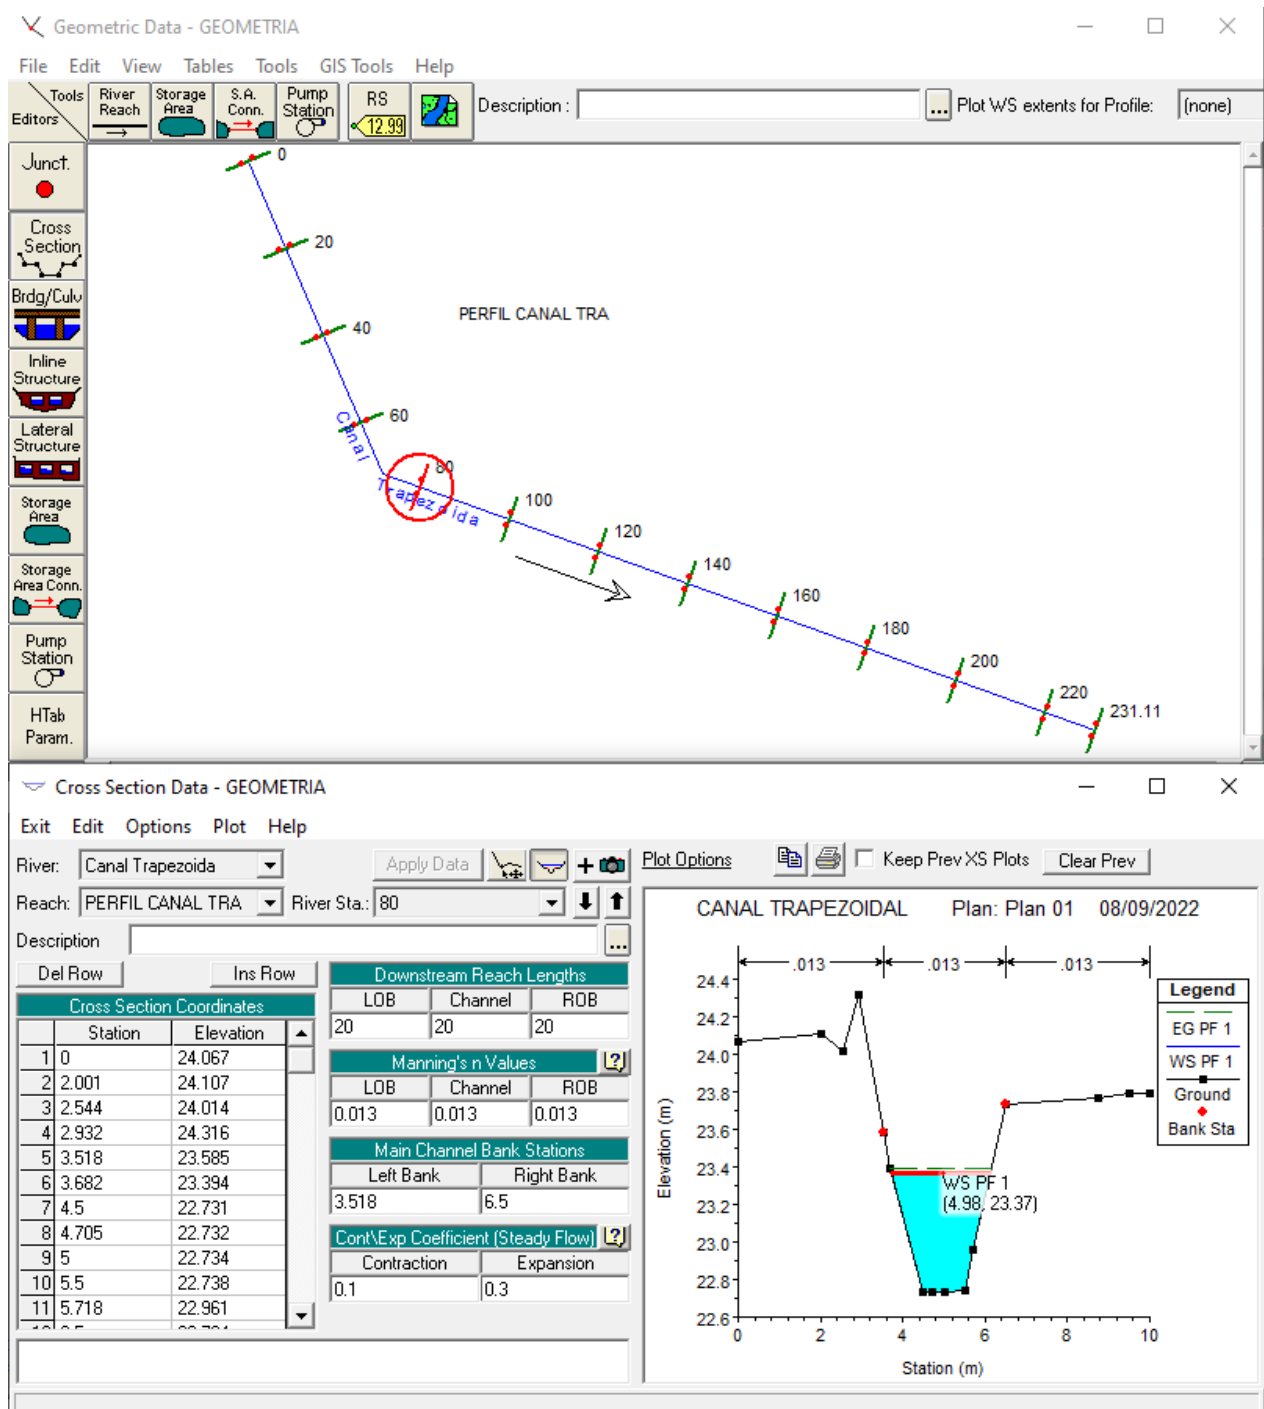 Geometric Data - GEOMETRIA
File Edit View Tables Tools GIS Tools Help
Tools
Editors
River Reach
Storage Area
S.A. Conn.
Pump Station
RS
12.99
Description :
...
Plot WS extents for Profile:
(none)
Junct.
Cross Section
Brdg/Culv
Inline Structure
Lateral Structure
Storage Area
Storage Area Conn.
Pump Station
HTab Param.
0
20
40
PERFIL CANAL TRA
60
Canal Trapezoida
80
100
120
140
160
180
200
220
231.11
Cross Section Data - GEOMETRIA
Exit Edit Options Plot Help
River: Canal Trapezoida
Apply Data
Reach: PERFIL CANAL TRA River Sta.: 80
Description ...
Del Row Ins Row
Cross Section Coordinates
Station Elevation
1 0 24.067
2 2.001 24.107
3 2.544 24.014
4 2.932 24.316
5 3.518 23.585
6 3.682 23.394
7 4.5 22.731
8 4.705 22.732
9 5 22.734
10 5.5 22.738
11 5.718 22.961
Downstream Reach Lengths
LOB Channel ROB
20 20 20
Manning's n Values
LOB Channel ROB
0.013 0.013 0.013
Main Channel Bank Stations
Left Bank Right Bank
3.518 6.5
Cont\Exp Coefficient (Steady Flow)
Contraction Expansion
0.1 0.3
Plot Options
Keep Prev XS Plots
Clear Prev
CANAL TRAPEZOIDAL Plan: Plan 01 08/09/2022
.013 .013 .013
24.4
24.2
24.0
23.8
23.6
23.4
23.2
23.0
22.8
22.6
Elevation (m)
WS PF 1
(4.98, 23.37)
0 2 4 6 8 10
Station (m)
Legend
EG PF 1
WS PF 1
Ground
Bank Sta